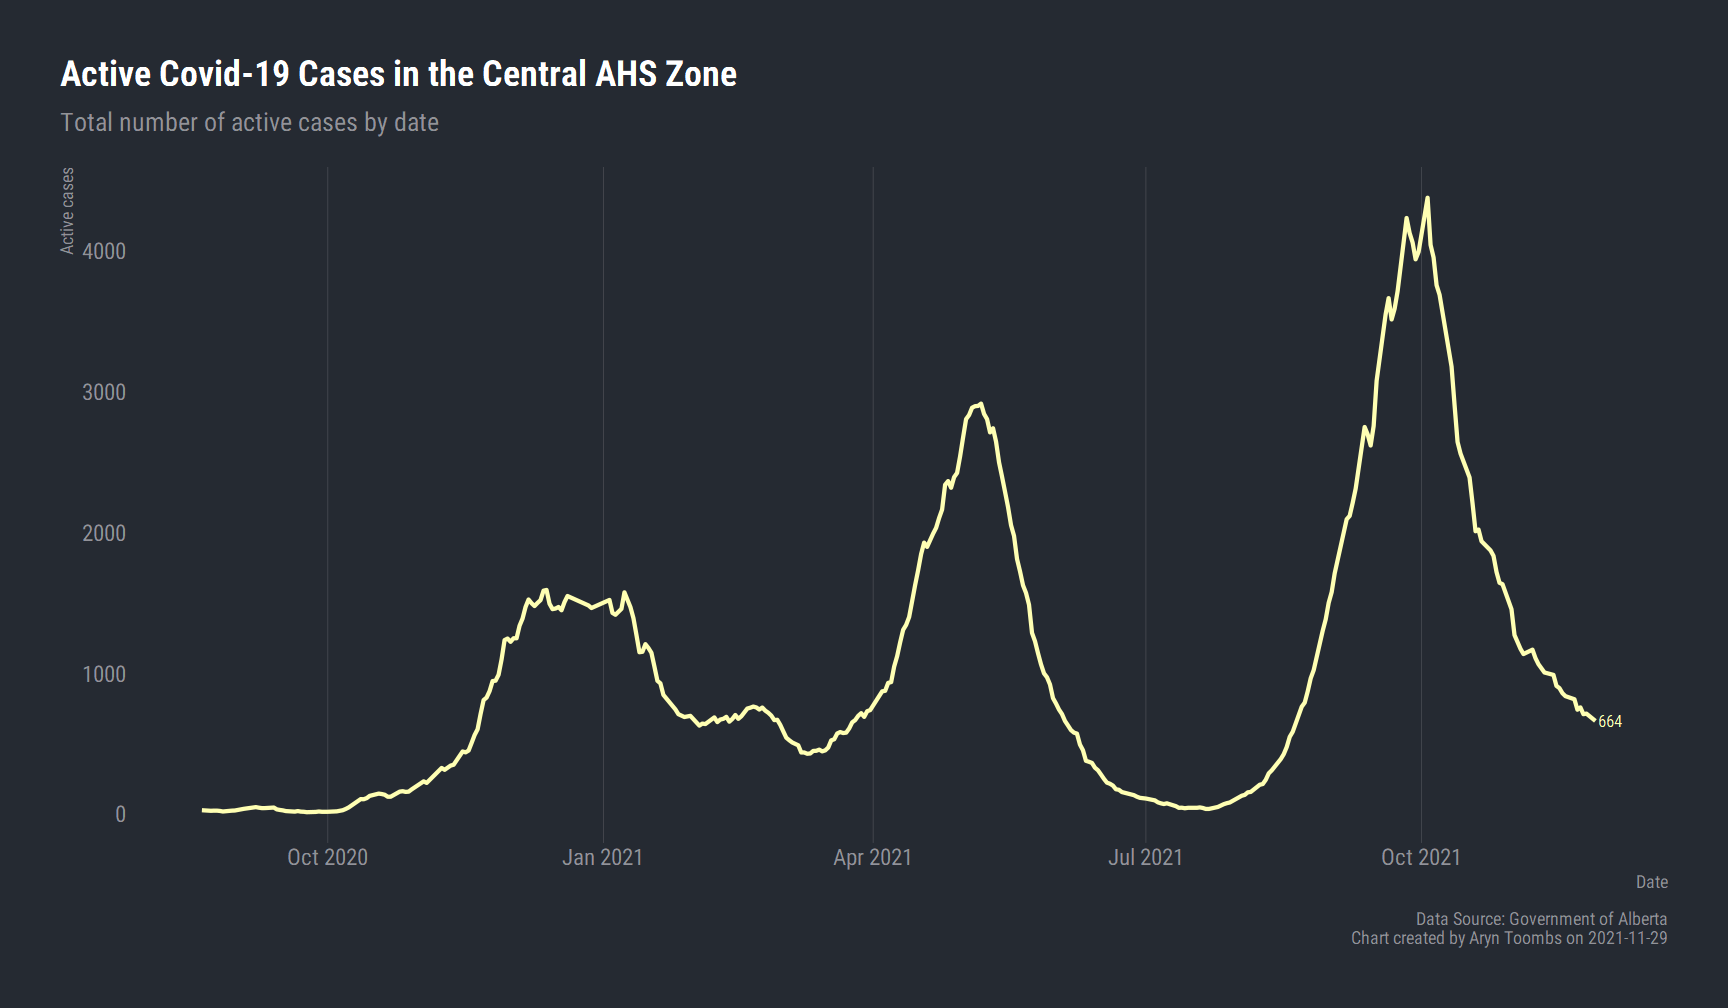 Active Covid-19 Cases in the Central AHS Zone
Total number of active cases by date
Active cases
4000
3000
2000
1000
0
664
Oct 2020
Jan 2021
Apr 2021
Jul 2021
Oct 2021
Date
Data Source: Government of Alberta
Chart created by Aryn Toombs on 2021-11-29